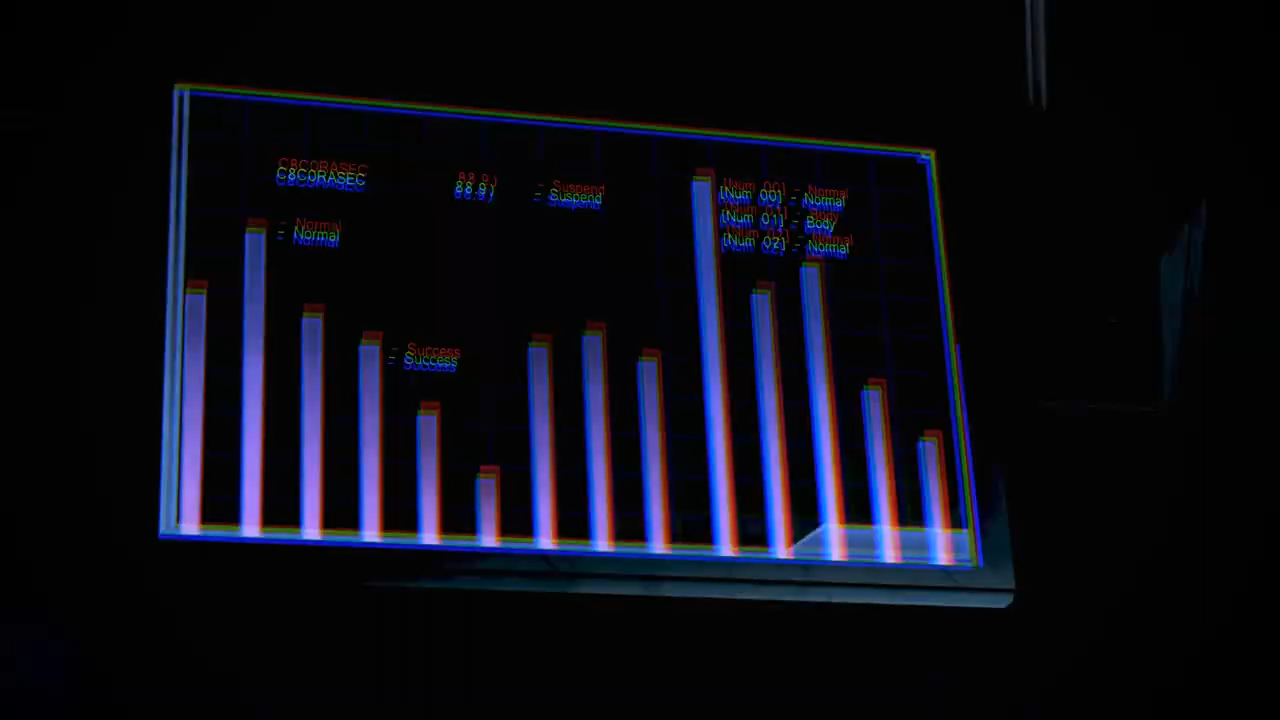 C8C0RASEC 88.9) - Suspend
- Normal
- Success
[Num 00] - Normal
[Num 01] - Body
[Num 02] - Normal